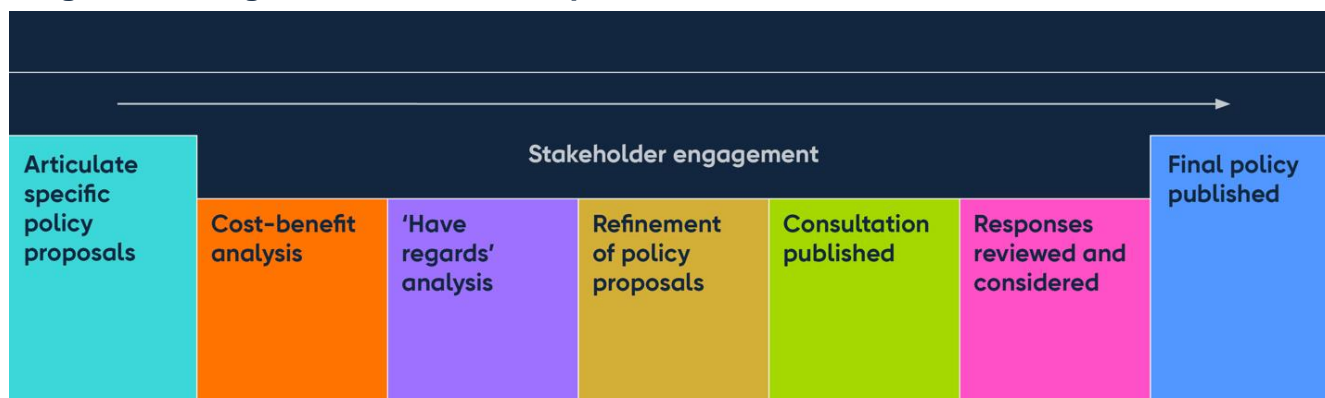 Stakeholder engagement
Articulate
specific
policy
proposals
Cost-benefit
analysis
‘Have
regards’
analysis
Refinement
of policy
proposals
Consultation
published
Responses
reviewed and
considered
Final policy
published